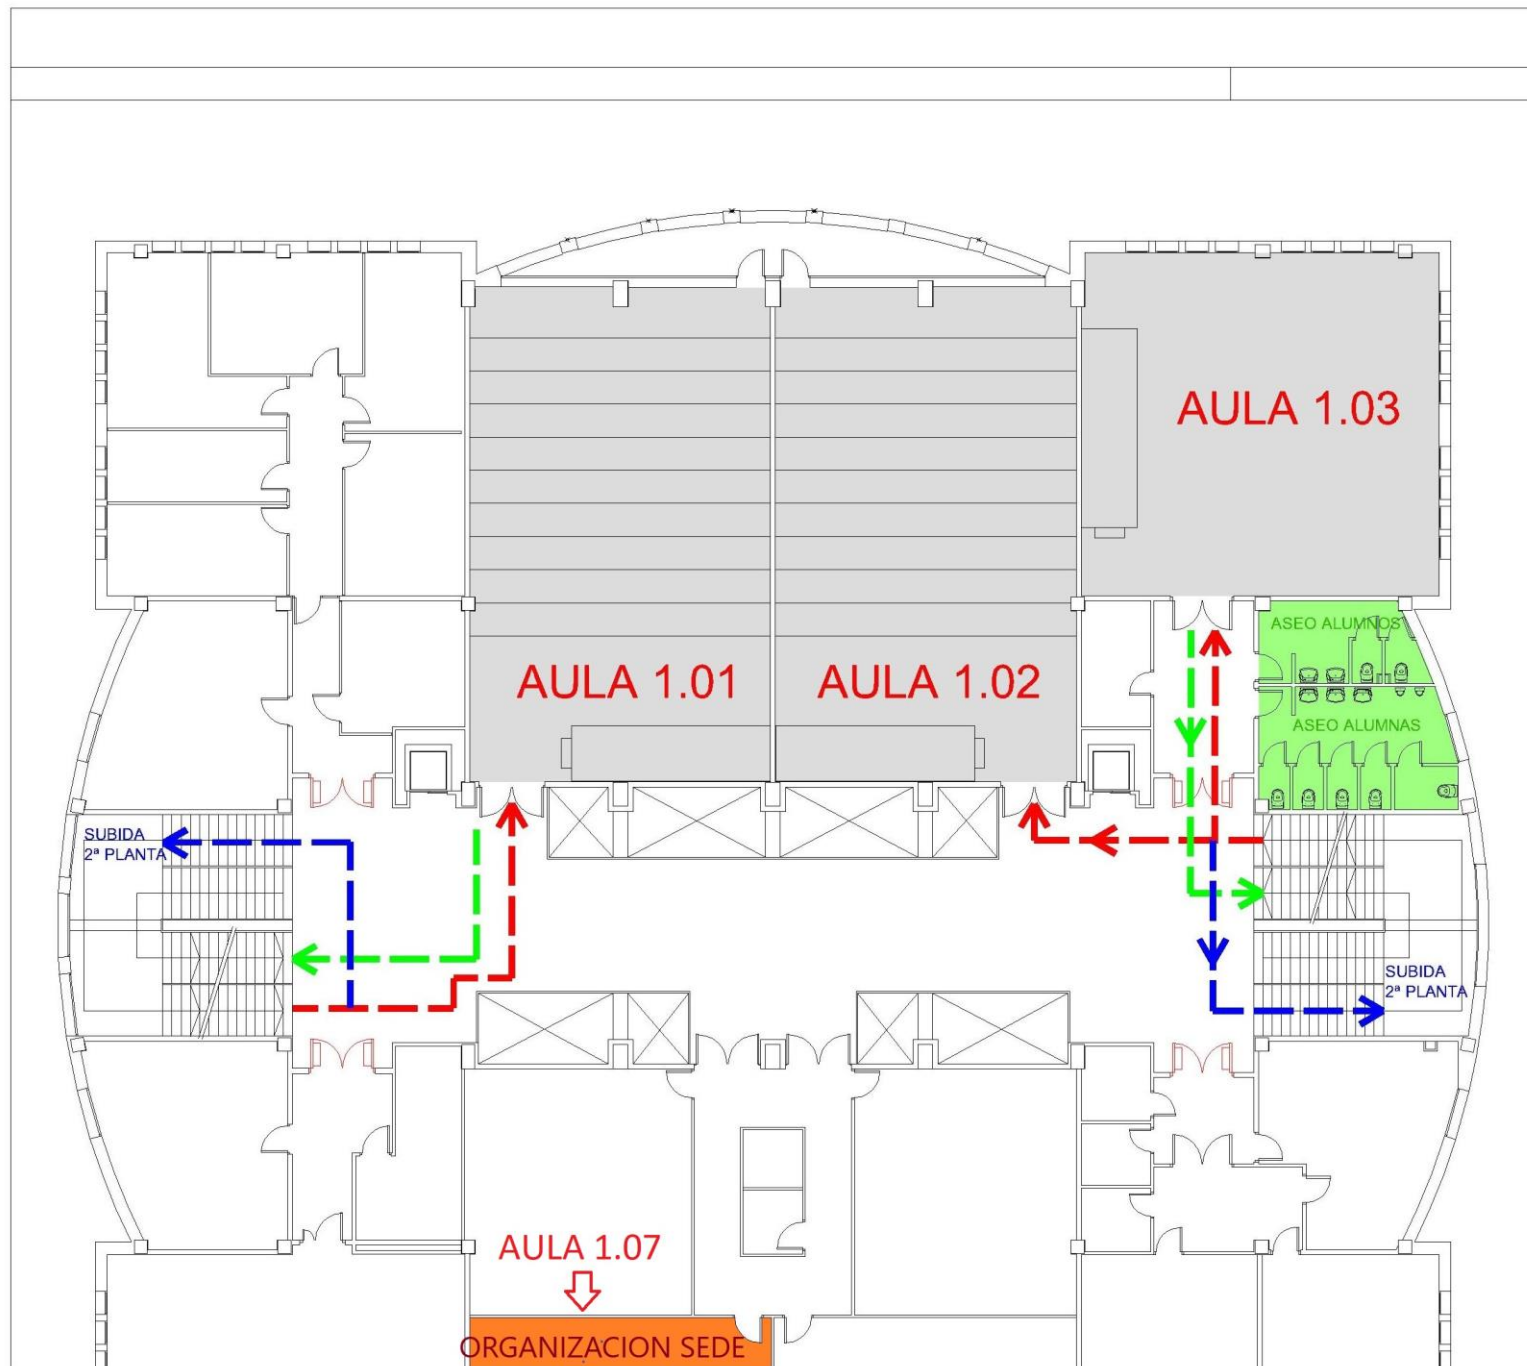 AULA 1.03
ASEO ALUMNOS
AULA 1.01
AULA 1.02
ASEO ALUMNAS
SUBIDA
2ª PLANTA
SUBIDA
2ª PLANTA
AULA 1.07
ORGANIZACION SEDE